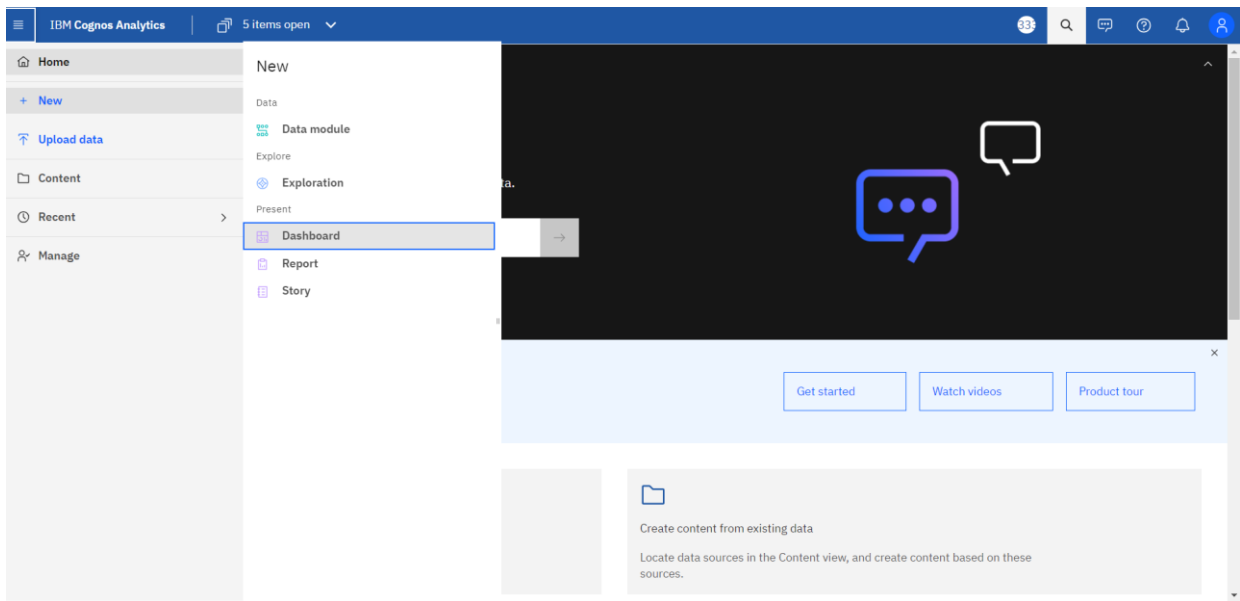 IBM Cognos Analytics
5 items open
333
Home
New
Upload data
Content
Recent
Manage
New
Data
Data module
Explore
Exploration
Present
Dashboard
Report
Story
ta.
Get started
Watch videos
Product tour
Create content from existing data
Locate data sources in the Content view, and create content based on these
sources.